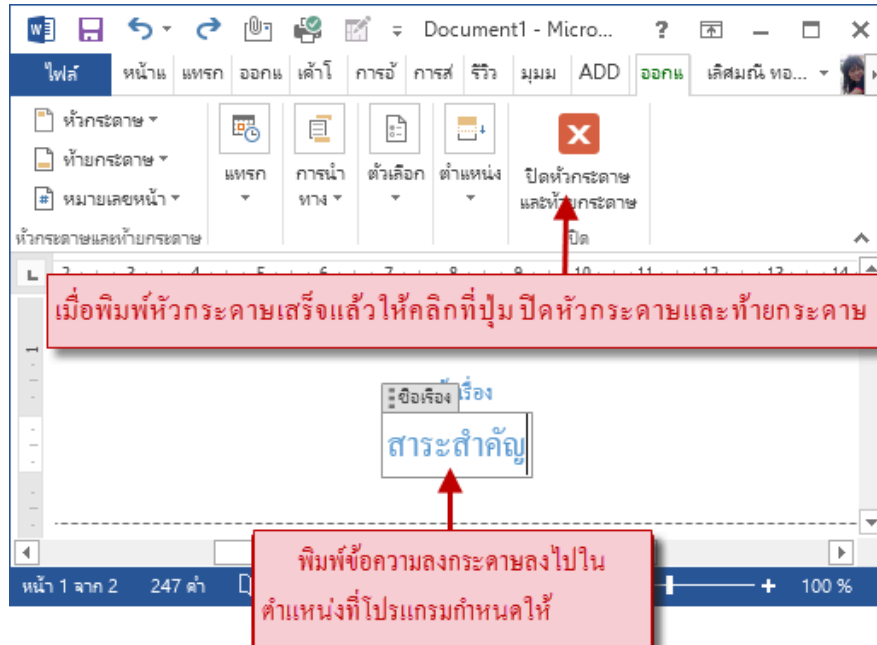 Document1 - Micro... ?
ไฟล์ หน้าแ แทรก ออกแ เค้าโ การอ้ การส่ รีวิว มุมม ADD ออกแ เลิศมณี ทอ...
หัวกระดาษ
ท้ายกระดาษ
# หมายเลขหน้า
แทรก
การนำ
ทาง
ตัวเลือก
ตำแหน่ง
ปิดหัวกระดาษ
และท้ายกระดาษ
หัวกระดาษและท้ายกระดาษ
ปิด
เมื่อพิมพ์หัวกระดาษเสร็จแล้วให้คลิกที่ปุ่ม ปิดหัวกระดาษและท้ายกระดาษ
1
ชื่อเรื่อง
สาระสำคัญ
พิมพ์ข้อความลงกระดาษลงไปใน
ตำแหน่งที่โปรแกรมกำหนดให้
หน้า 1 จาก 2 247 คำ 100 %